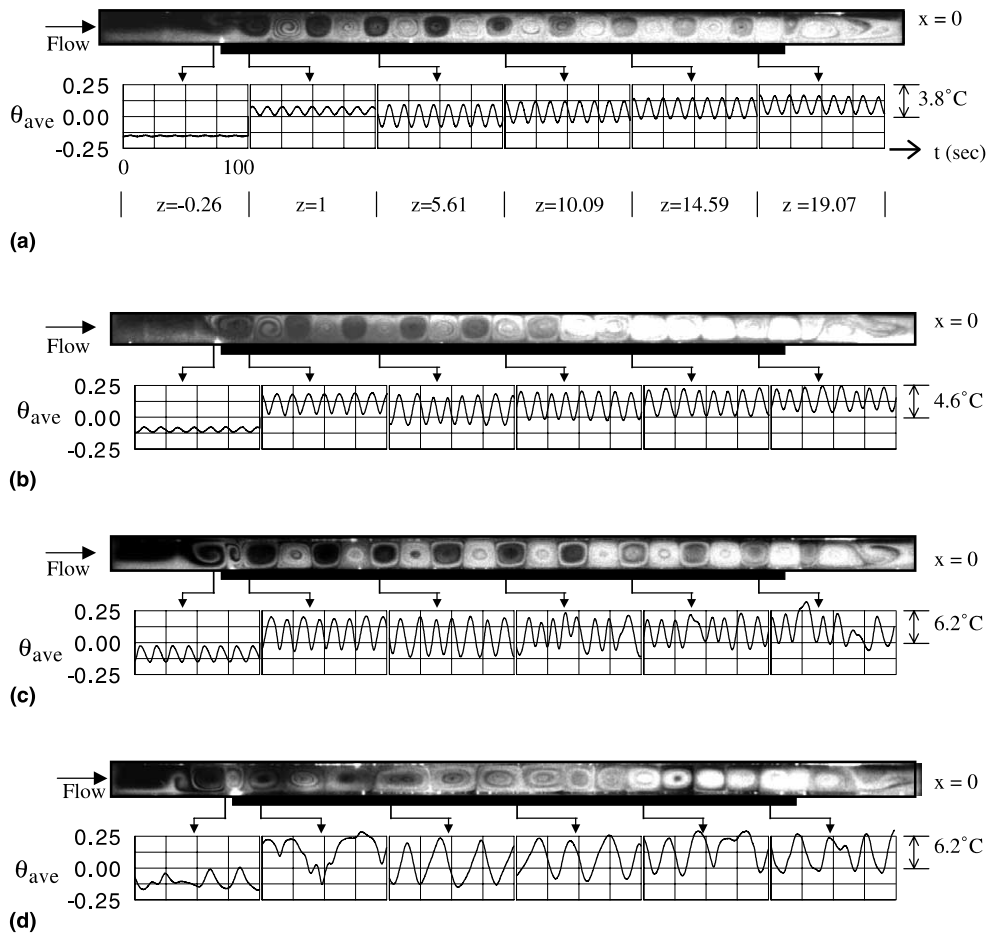 x = 0
Flow
0.25
θave 0.00
-0.25
3.8°C
0 100
t (sec)
z=-0.26 z=1 z=5.61 z=10.09 z=14.59 z =19.07
(a)
x = 0
Flow
0.25
θave 0.00
-0.25
4.6°C
(b)
x = 0
Flow
0.25
θave 0.00
-0.25
6.2°C
(c)
x = 0
Flow
0.25
θave 0.00
-0.25
6.2°C
(d)